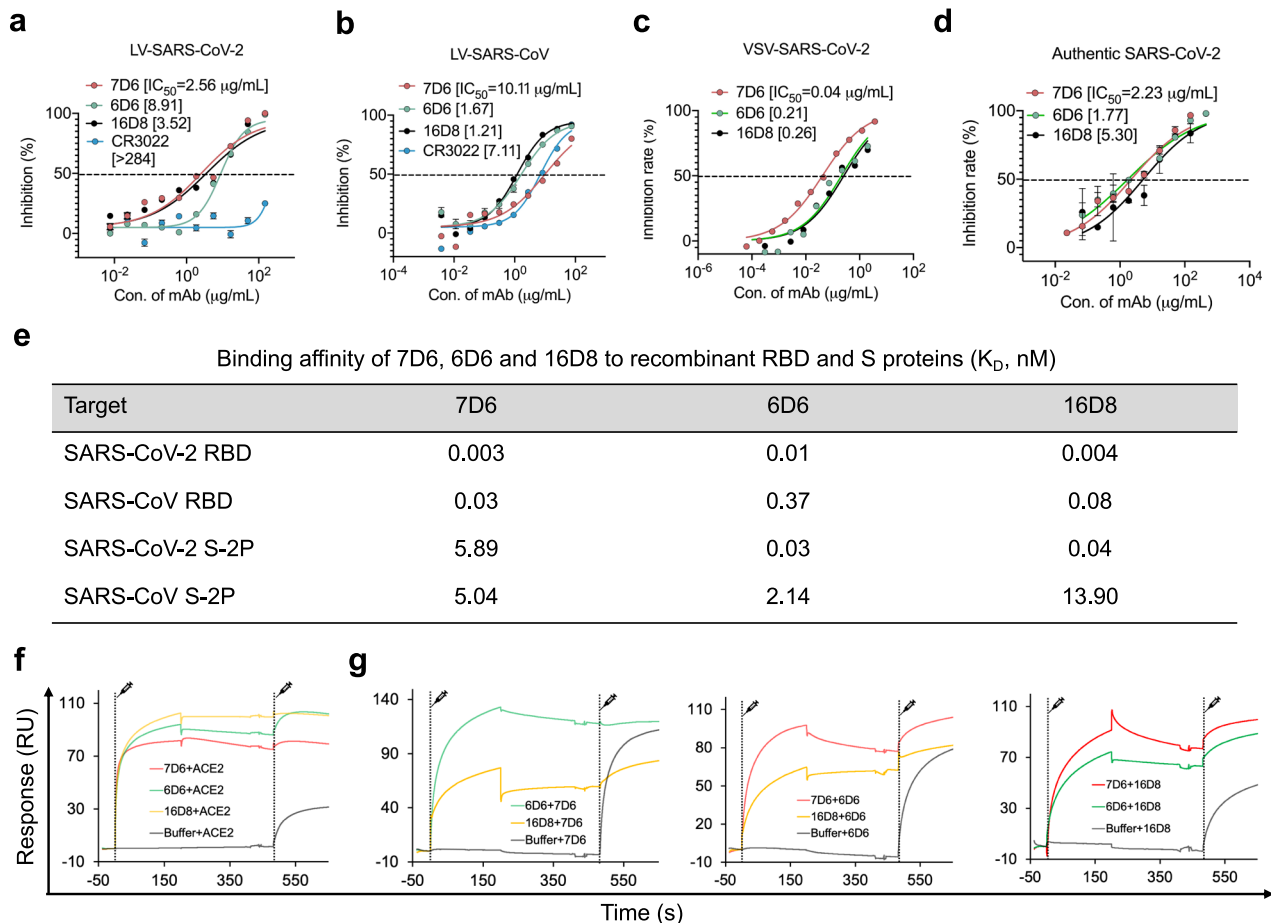 a
LV-SARS-CoV-2
7D6 [IC50=2.56 μg/mL]
6D6 [8.91]
16D8 [3.52]
CR3022
[>284]
Inhibition (%)
100
50
0
10-2
100
102
Con. of mAb (μg/mL)
b
LV-SARS-CoV
7D6 [IC50=10.11 μg/mL]
6D6 [1.67]
16D8 [1.21]
CR3022 [7.11]
Inhibition (%)
100
50
0
10-4
10-2
100
102
Con. of mAb (μg/mL)
c
VSV-SARS-CoV-2
7D6 [IC50=0.04 μg/mL]
6D6 [0.21]
16D8 [0.26]
Inhibition rate (%)
100
50
0
10-6
10-4
10-2
100
102
Con. of mAb (μg/mL)
d
Authentic SARS-CoV-2
7D6 [IC50=2.23 μg/mL]
6D6 [1.77]
16D8 [5.30]
Inhibition rate (%)
100
50
0
10-4
10-2
100
102
104
Con. of mAb (μg/mL)
e
Binding affinity of 7D6, 6D6 and 16D8 to recombinant RBD and S proteins (KD, nM)
Target 7D6 6D6 16D8
SARS-CoV-2 RBD 0.003 0.01 0.004
SARS-CoV RBD 0.03 0.37 0.08
SARS-CoV-2 S-2P 5.89 0.03 0.04
SARS-CoV S-2P 5.04 2.14 13.90
f
Response (RU)
110
70
30
-10
7D6+ACE2
6D6+ACE2
16D8+ACE2
Buffer+ACE2
-50 150 350 550
g
140
90
40
-10
6D6+7D6
16D8+7D6
Buffer+7D6
-50 150 350 550
110
70
30
-10
7D6+6D6
16D8+6D6
Buffer+6D6
-50 150 350 550
110
70
30
-10
7D6+16D8
6D6+16D8
Buffer+16D8
-50 150 350 550
Time (s)